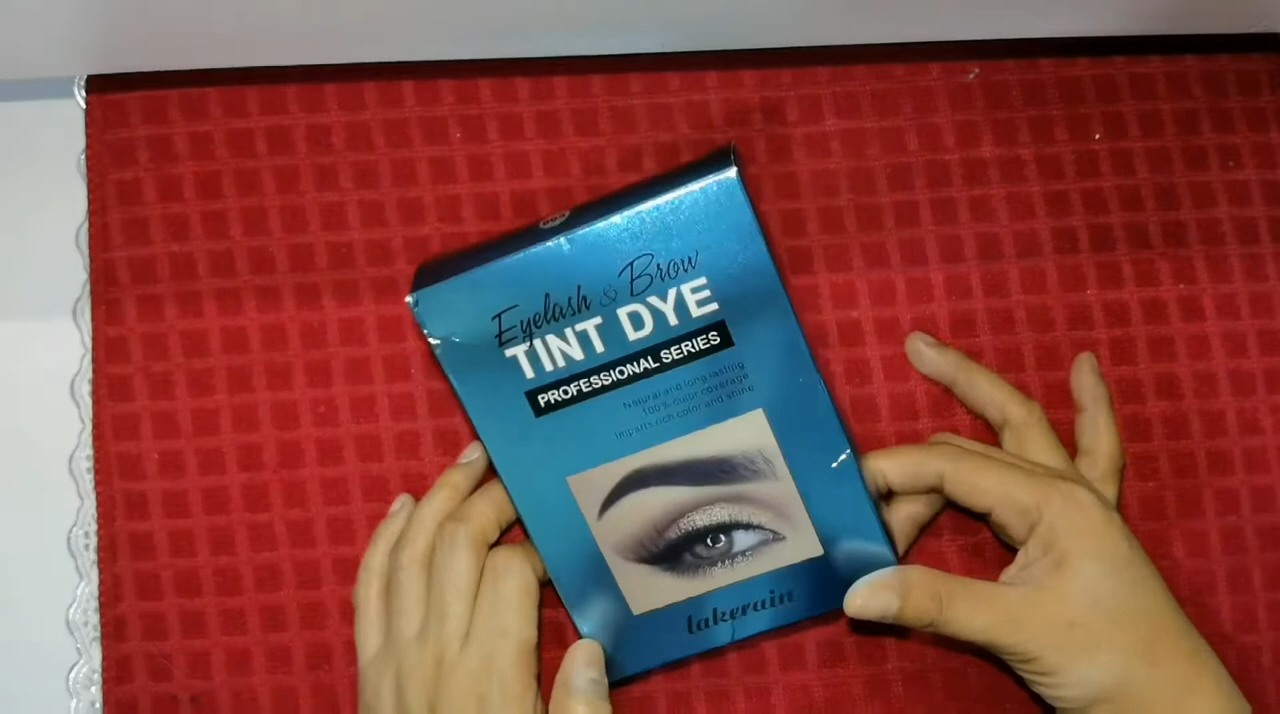 Eyelash & Brow
TINT DYE
PROFESSIONAL SERIES
Natural and long lasting
100% color coverage
Imparts rich color and shine
lakerain